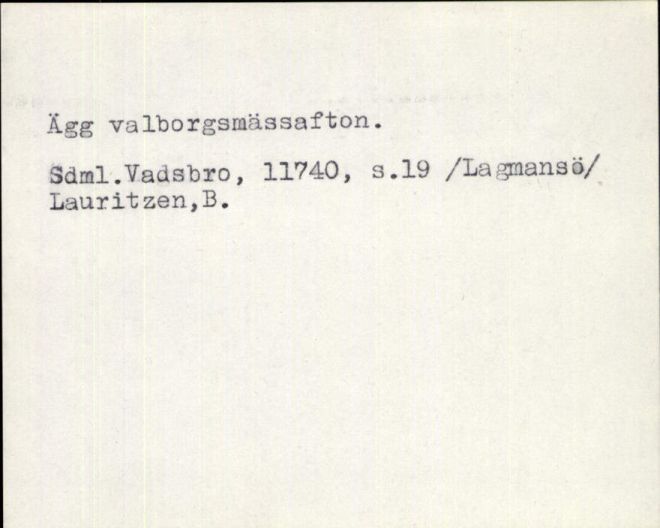 Ägg valborgsmässafton.
Sdml.Vadsbro, 11740, s.19 /Lagmansö/
Lauritzen,B.